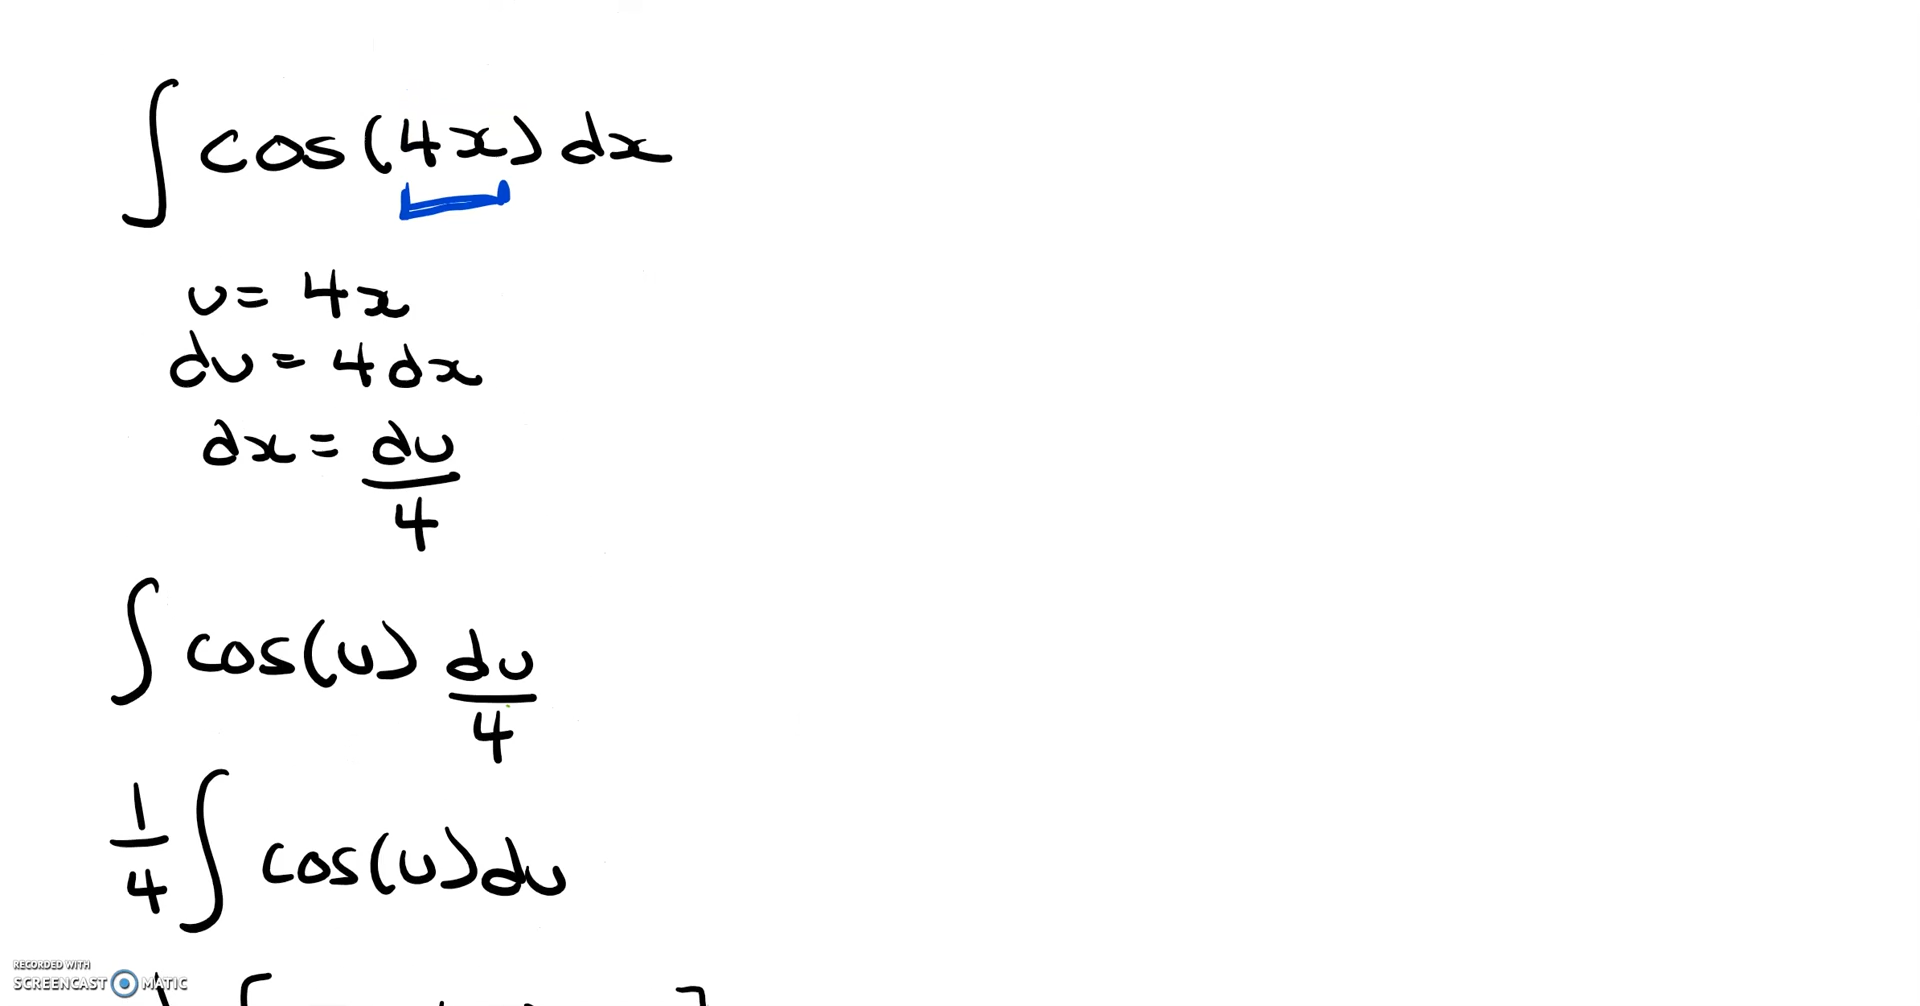 ∫ cos(4x) dx
u = 4x
du = 4dx
dx = du/4
∫ cos(u) du/4
1/4 ∫ cos(u) du
RECORDED WITH
SCREENCAST MATIC